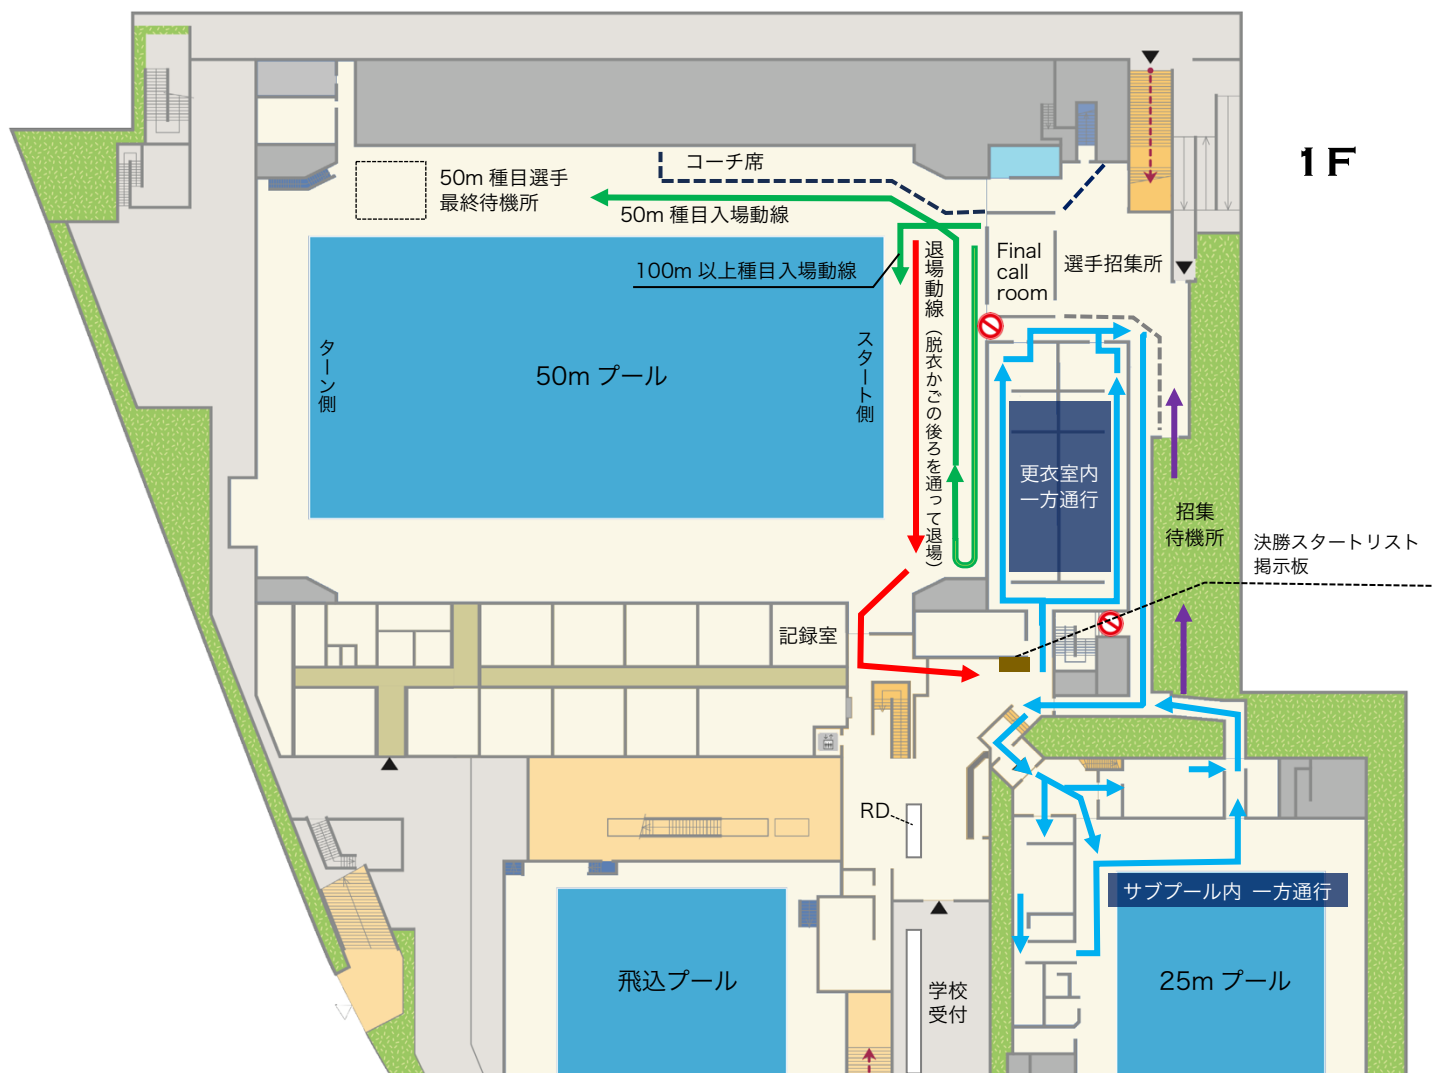 1F
コーチ席
50m 種目選手
最終待機所
50m 種目入場動線
100m 以上種目入場動線
退場動線（脱衣かごの後ろを通って退場）
Final
call
room
選手招集所
ターン側
50m プール
スタート側
更衣室内
一方通行
招集
待機所
決勝スタートリスト
掲示板
記録室
RD
サブプール内 一方通行
飛込プール
学校
受付
25m プール